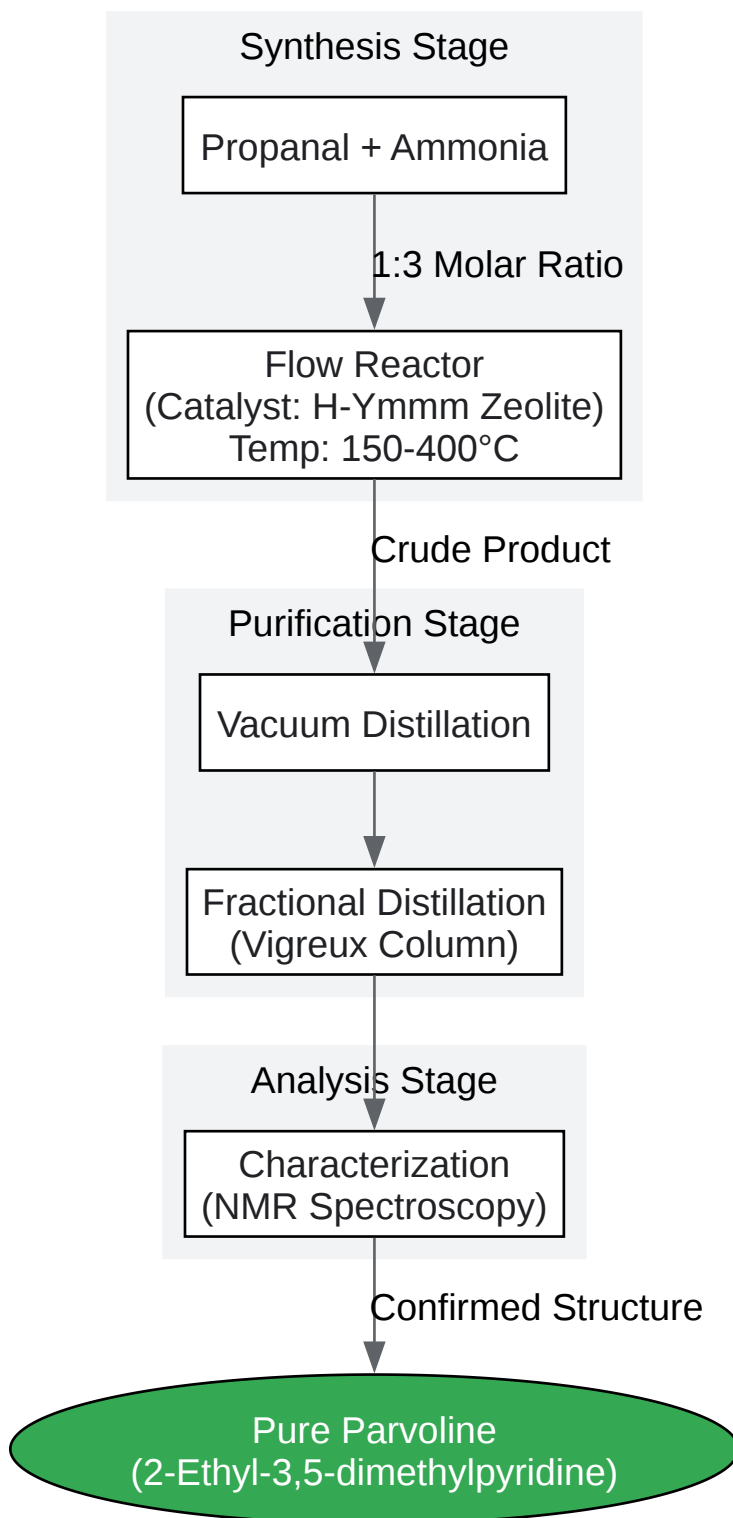 Synthesis Stage
Propanal + Ammonia
1:3 Molar Ratio
Flow Reactor
(Catalyst: H-Ymmm Zeolite)
Temp: 150-400°C
Crude Product
Purification Stage
Vacuum Distillation
Fractional Distillation
(Vigreux Column)
Analysis Stage
Characterization
(NMR Spectroscopy)
Confirmed Structure
Pure Parvoline
(2-Ethyl-3,5-dimethylpyridine)